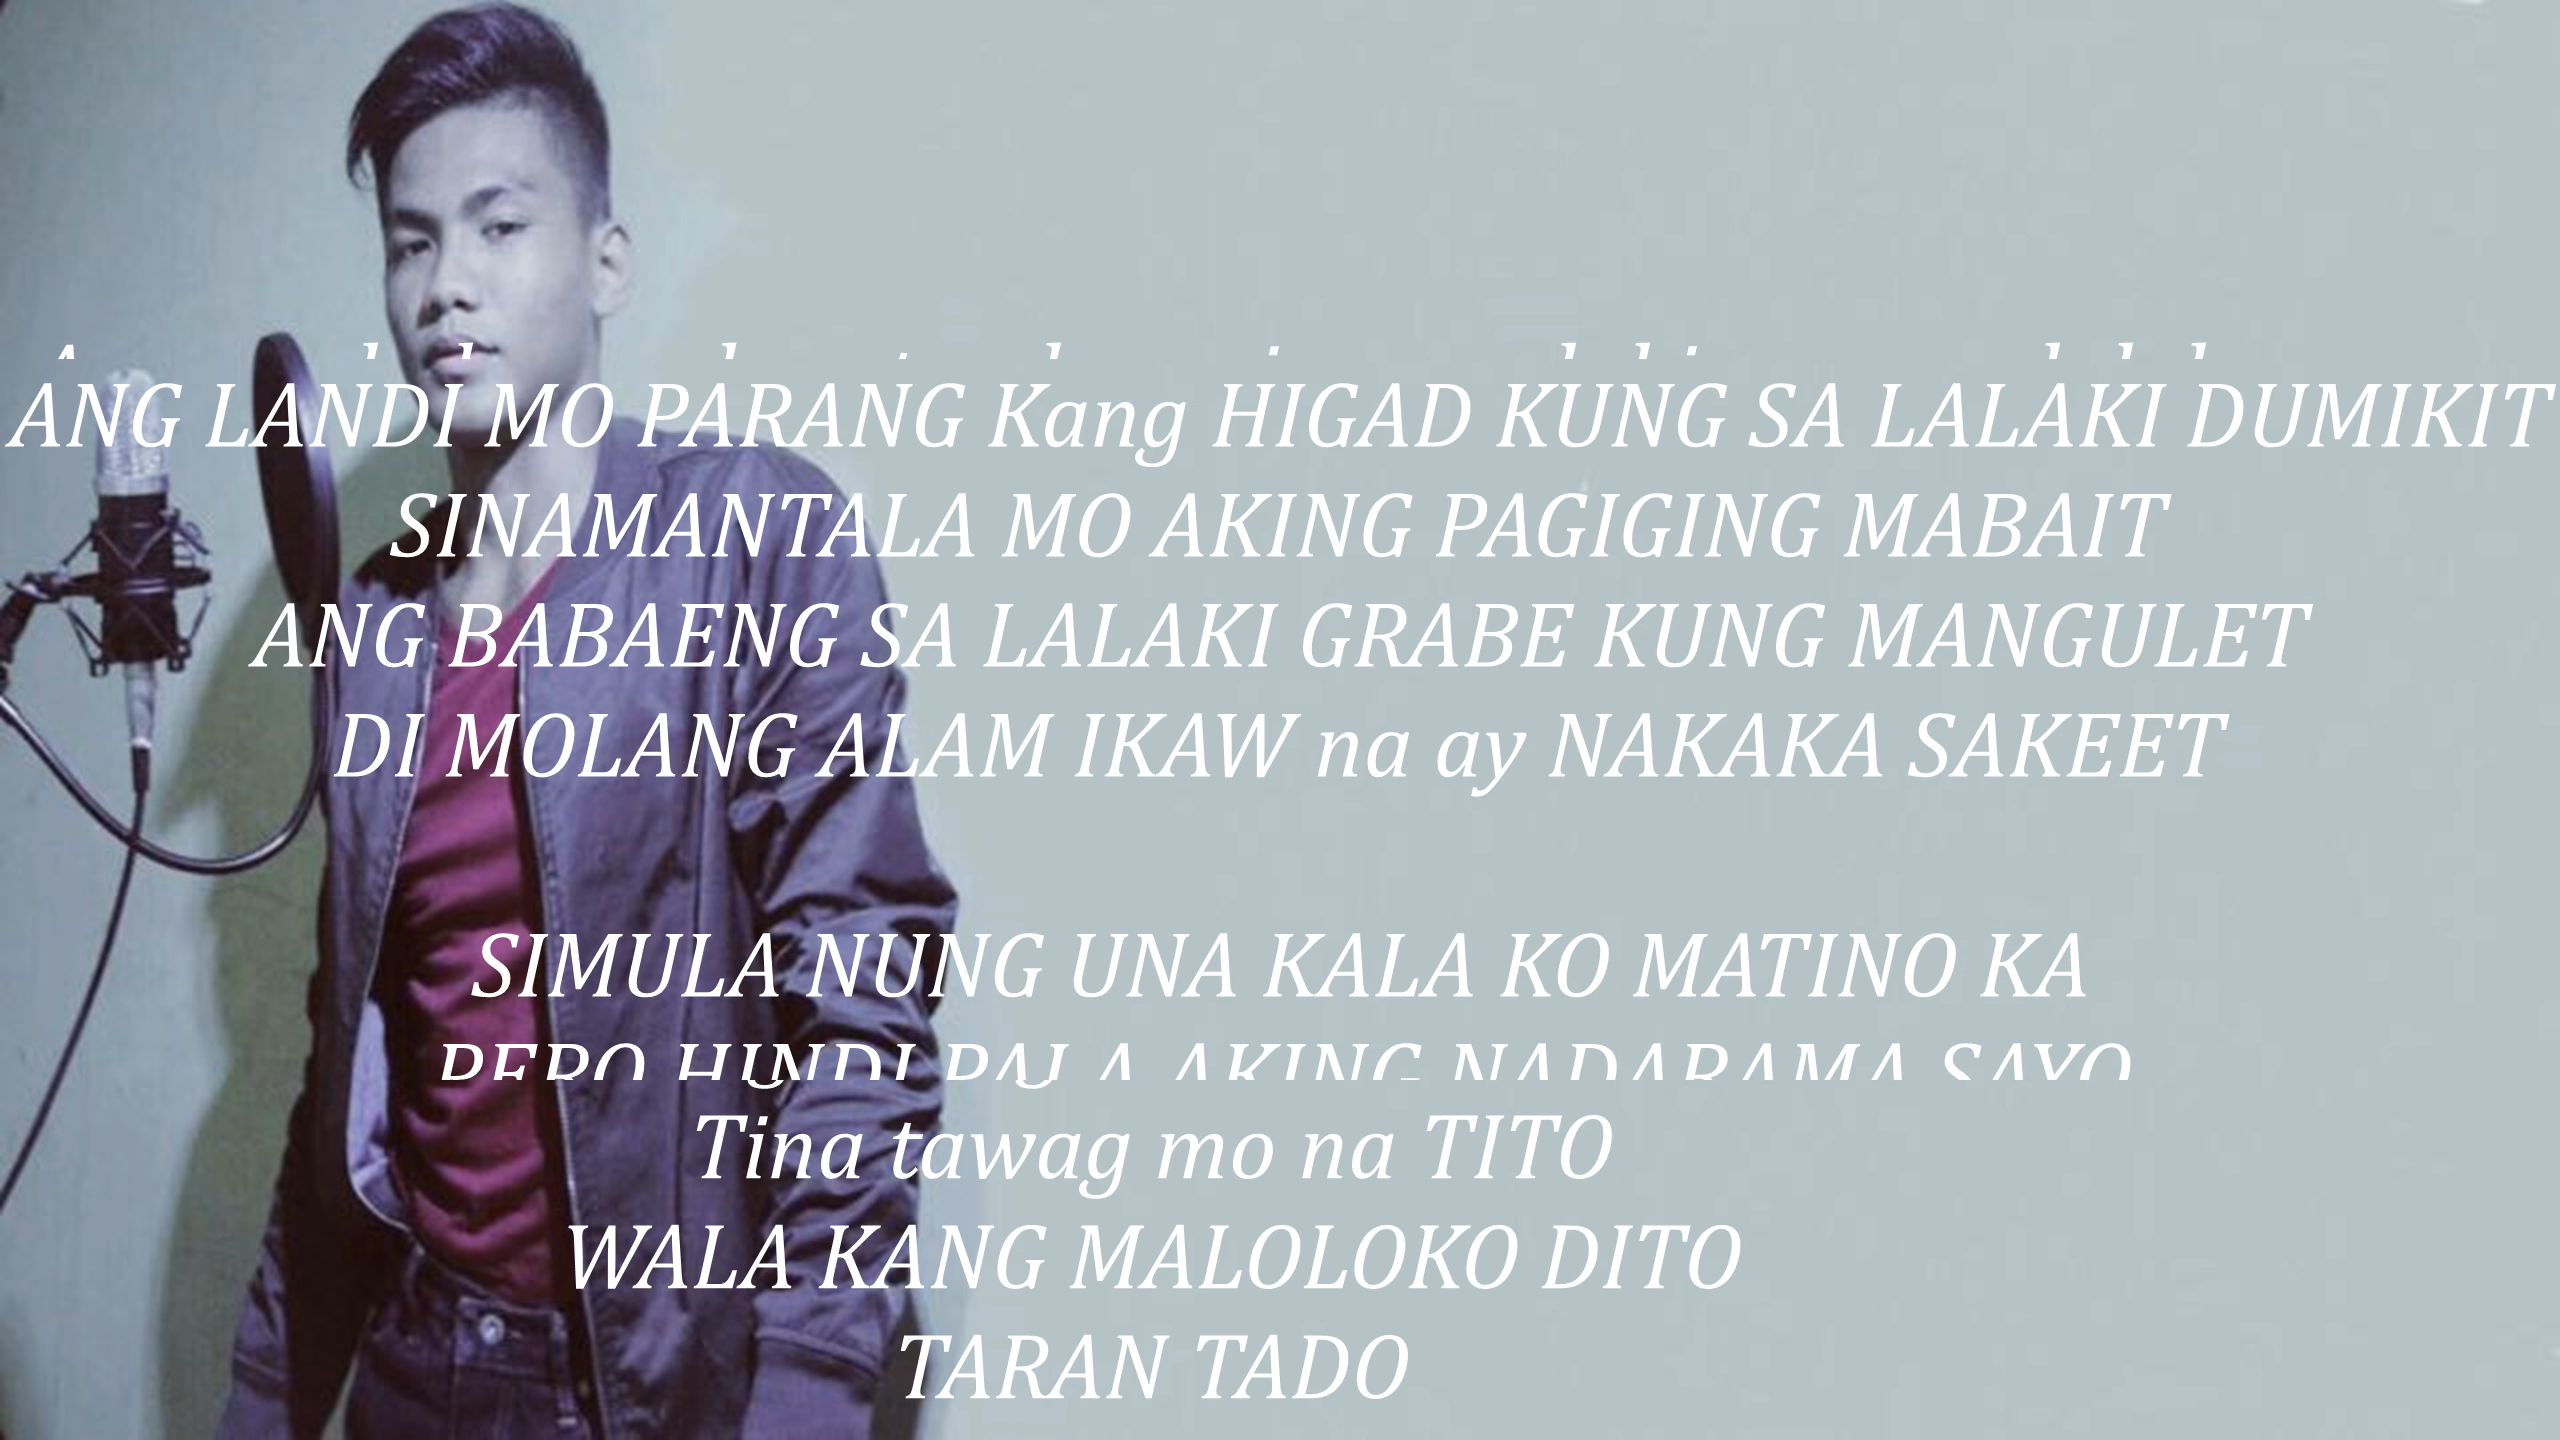 ANG LANDI MO PARANG Kang HIGAD KUNG SA LALAKI DUMIKIT
SINAMANTALA MO AKING PAGIGING MABAIT
ANG BABAENG SA LALAKI GRABE KUNG MANGULET
DI MOLANG ALAM IKAW na ay NAKAKA SAKEET
SIMULA NUNG UNA KALA KO MATINO KA
PERO HINDI PALA AKING NADARAMA SAYO
Tina tawag mo na TITO
WALA KANG MALOLOKO DITO
TARAN TADO